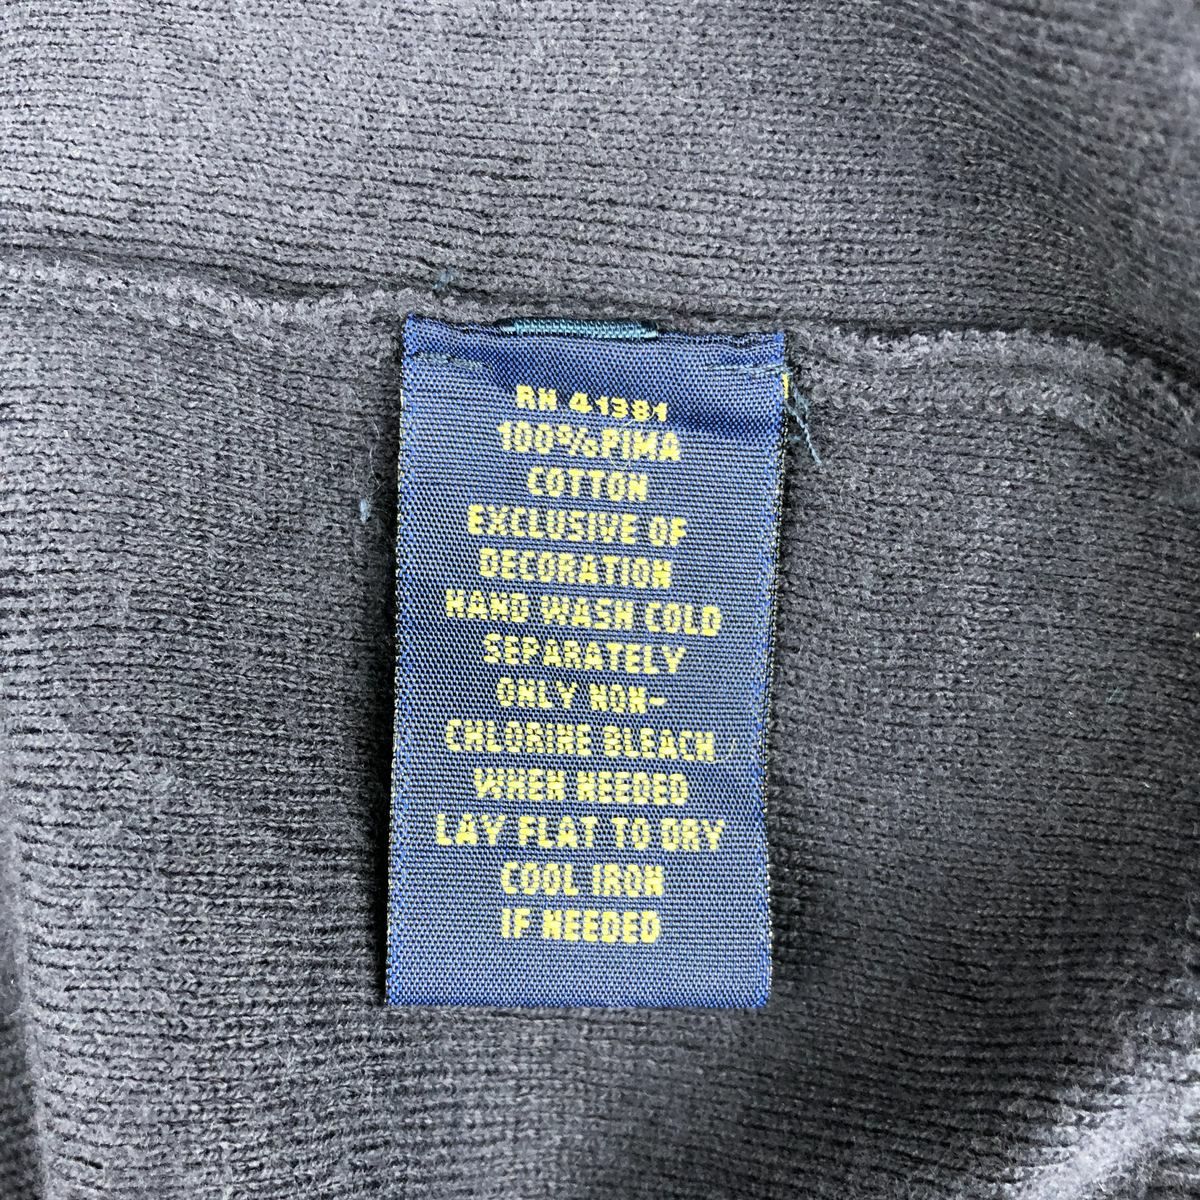 RN 41381
100% PIMA
COTTON
EXCLUSIVE OF
DECORATION
HAND WASH COLD
SEPARATELY
ONLY NON-
CHLORINE BLEACH
WHEN NEEDED
LAY FLAT TO DRY
COOL IRON
IF NEEDED